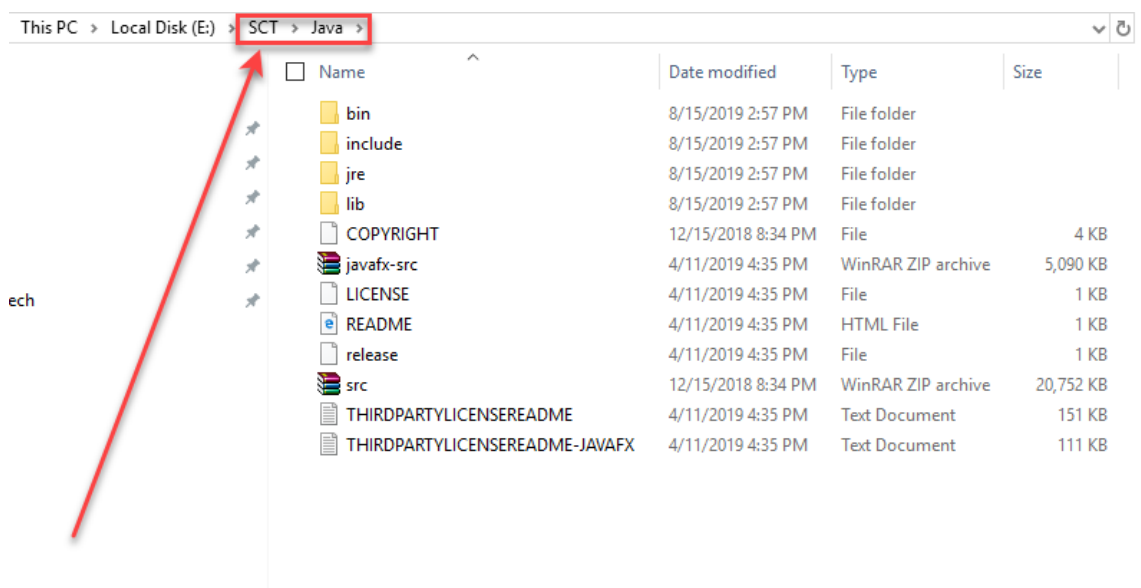 This PC > Local Disk (E:) > SCT > Java >
Name Date modified Type Size
bin 8/15/2019 2:57 PM File folder
include 8/15/2019 2:57 PM File folder
jre 8/15/2019 2:57 PM File folder
lib 8/15/2019 2:57 PM File folder
COPYRIGHT 12/15/2018 8:34 PM File 4 KB
javafx-src 4/11/2019 4:35 PM WinRAR ZIP archive 5,090 KB
ech LICENSE 4/11/2019 4:35 PM File 1 KB
README 4/11/2019 4:35 PM HTML File 1 KB
release 4/11/2019 4:35 PM File 1 KB
src 12/15/2018 8:34 PM WinRAR ZIP archive 20,752 KB
THIRDPARTYLICENSEREADME 4/11/2019 4:35 PM Text Document 151 KB
THIRDPARTYLICENSEREADME-JAVAFX 4/11/2019 4:35 PM Text Document 111 KB